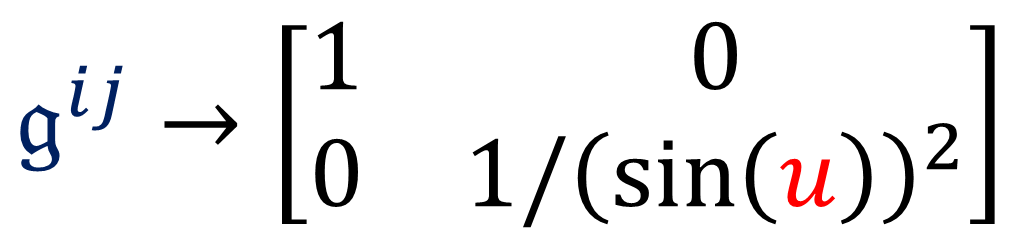 𝔤^{ij} → [1 0
0 1/(sin(u))²]